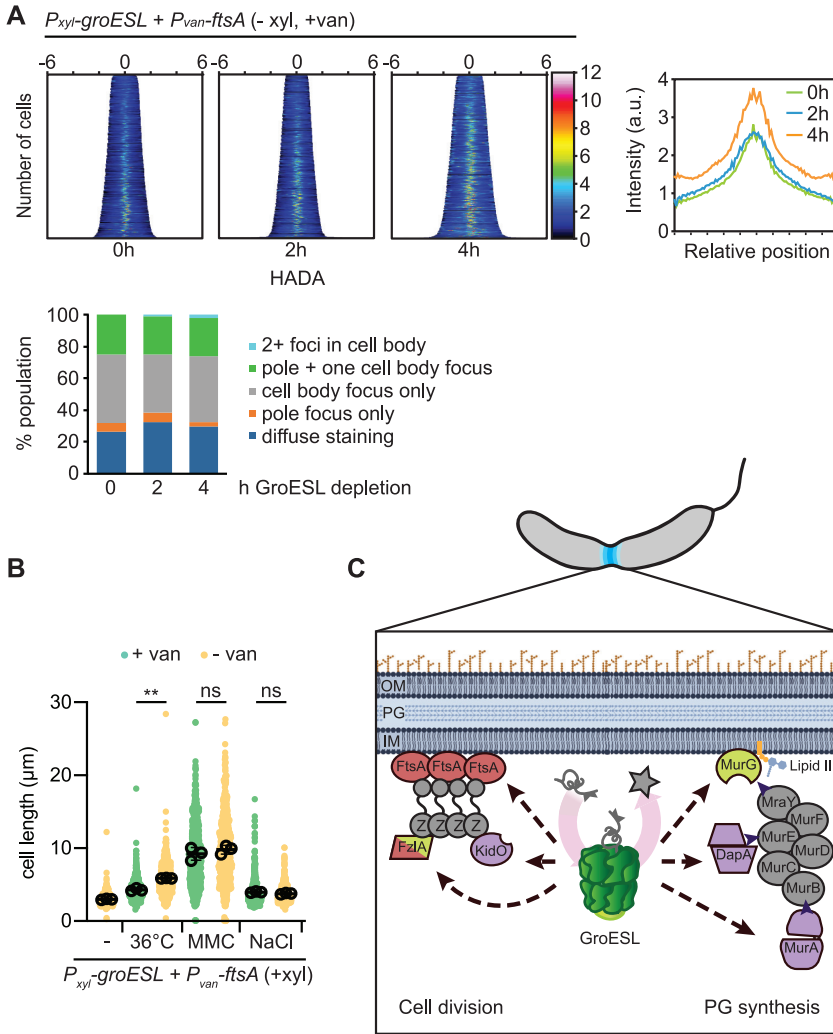 A
Pxyl-groESL + Pvan-ftsA (- xyl, +van)
-6 0 6 -6 0 6 -6 0 6
Number of cells
0h 2h 4h
HADA
12
10
8
6
4
2
0
Intensity (a.u.)
4
3
2
1
0
0h
2h
4h
Relative position
% population
100
80
60
40
20
0
0 2 4 h GroESL depletion
2+ foci in cell body
pole + one cell body focus
cell body focus only
pole focus only
diffuse staining
B
+ van - van
** ns ns
cell length (µm)
30
20
10
0
- 36°C MMC NaCl
Pxyl-groESL + Pvan-ftsA (+xyl)
C
OM
PG
IM
FtsA FtsA FtsA
Z Z Z Z
FzlA
KidO
GroESL
MurG
Lipid II
MraY
MurF
MurE
MurD
DapA
MurC
MurB
MurA
Cell division
PG synthesis